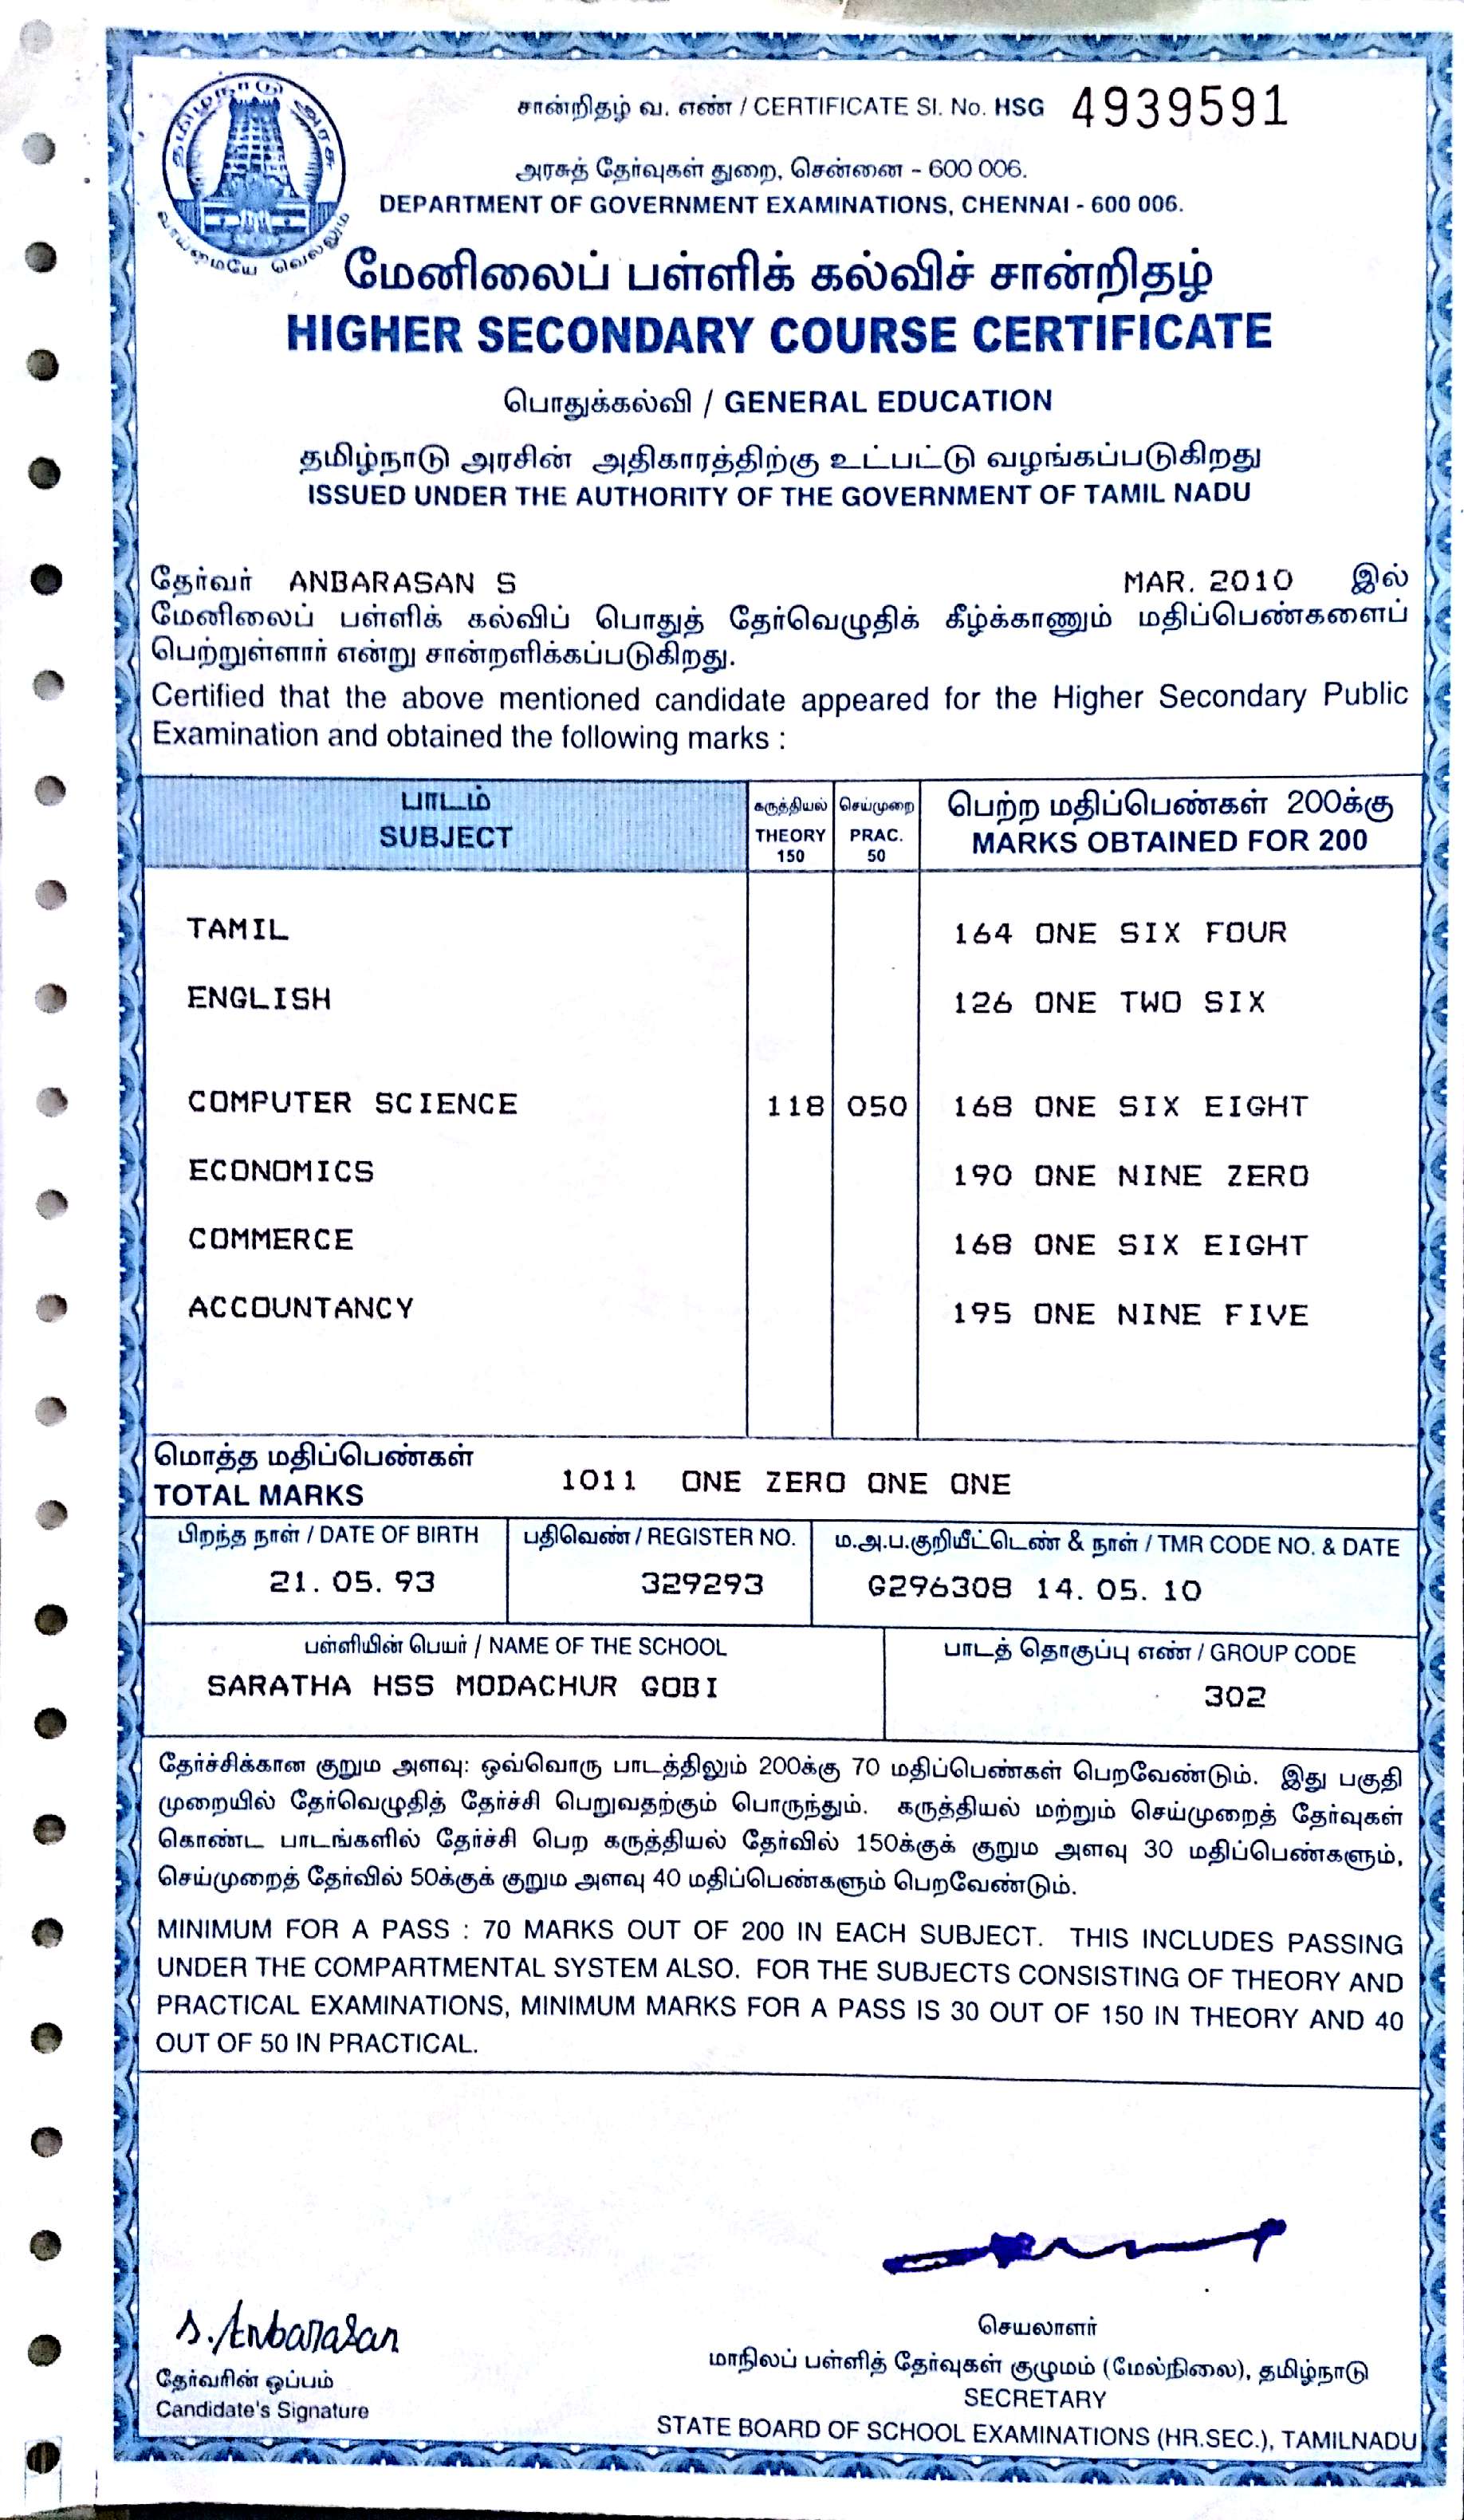 தமிழ்நாடு அரசு
வாய்மையே வெல்லும்
சான்றிதழ் வ. எண் / CERTIFICATE SI. No. HSG 4939591
அரசுத் தேர்வுகள் துறை, சென்னை - 600 006.
DEPARTMENT OF GOVERNMENT EXAMINATIONS, CHENNAI - 600 006.
மேனிலைப் பள்ளிக் கல்விச் சான்றிதழ்
HIGHER SECONDARY COURSE CERTIFICATE
பொதுக்கல்வி / GENERAL EDUCATION
தமிழ்நாடு அரசின் அதிகாரத்திற்கு உட்பட்டு வழங்கப்படுகிறது
ISSUED UNDER THE AUTHORITY OF THE GOVERNMENT OF TAMIL NADU
தேர்வர் ANBARASAN S MAR. 2010 இல்
மேனிலைப் பள்ளிக் கல்விப் பொதுத் தேர்வெழுதிக் கீழ்க்காணும் மதிப்பெண்களைப்
பெற்றுள்ளார் என்று சான்றளிக்கப்படுகிறது.
Certified that the above mentioned candidate appeared for the Higher Secondary Public
Examination and obtained the following marks :
பாடம் கருத்தியல் செய்முறை பெற்ற மதிப்பெண்கள் 200க்கு
SUBJECT THEORY PRAC. MARKS OBTAINED FOR 200
150 50
TAMIL 164 ONE SIX FOUR
ENGLISH 126 ONE TWO SIX
COMPUTER SCIENCE 118 050 168 ONE SIX EIGHT
ECONOMICS 190 ONE NINE ZERO
COMMERCE 168 ONE SIX EIGHT
ACCOUNTANCY 195 ONE NINE FIVE
மொத்த மதிப்பெண்கள்
TOTAL MARKS 1011 ONE ZERO ONE ONE
பிறந்த நாள் / DATE OF BIRTH பதிவெண் / REGISTER NO. ம.அ.ப.குறியீட்டெண் & நாள் / TMR CODE NO. & DATE
21. 05. 93 329293 G296308 14. 05. 10
பள்ளியின் பெயர் / NAME OF THE SCHOOL பாடத் தொகுப்பு எண் / GROUP CODE
SARATHA HSS MODACHUR GOBI 302
தேர்ச்சிக்கான குறும அளவு: ஒவ்வொரு பாடத்திலும் 200க்கு 70 மதிப்பெண்கள் பெறவேண்டும். இது பகுதி
முறையில் தேர்வெழுதித் தேர்ச்சி பெறுவதற்கும் பொருந்தும். கருத்தியல் மற்றும் செய்முறைத் தேர்வுகள்
கொண்ட பாடங்களில் தேர்ச்சி பெற கருத்தியல் தேர்வில் 150க்குக் குறும அளவு 30 மதிப்பெண்களும்,
செய்முறைத் தேர்வில் 50க்குக் குறும அளவு 40 மதிப்பெண்களும் பெறவேண்டும்.
MINIMUM FOR A PASS : 70 MARKS OUT OF 200 IN EACH SUBJECT. THIS INCLUDES PASSING
UNDER THE COMPARTMENTAL SYSTEM ALSO. FOR THE SUBJECTS CONSISTING OF THEORY AND
PRACTICAL EXAMINATIONS, MINIMUM MARKS FOR A PASS IS 30 OUT OF 150 IN THEORY AND 40
OUT OF 50 IN PRACTICAL.
S. Anbarasan
தேர்வரின் ஒப்பம்
Candidate's Signature
செயலாளர்
மாநிலப் பள்ளித் தேர்வுகள் குழுமம் (மேல்நிலை), தமிழ்நாடு
SECRETARY
STATE BOARD OF SCHOOL EXAMINATIONS (HR.SEC.), TAMILNADU